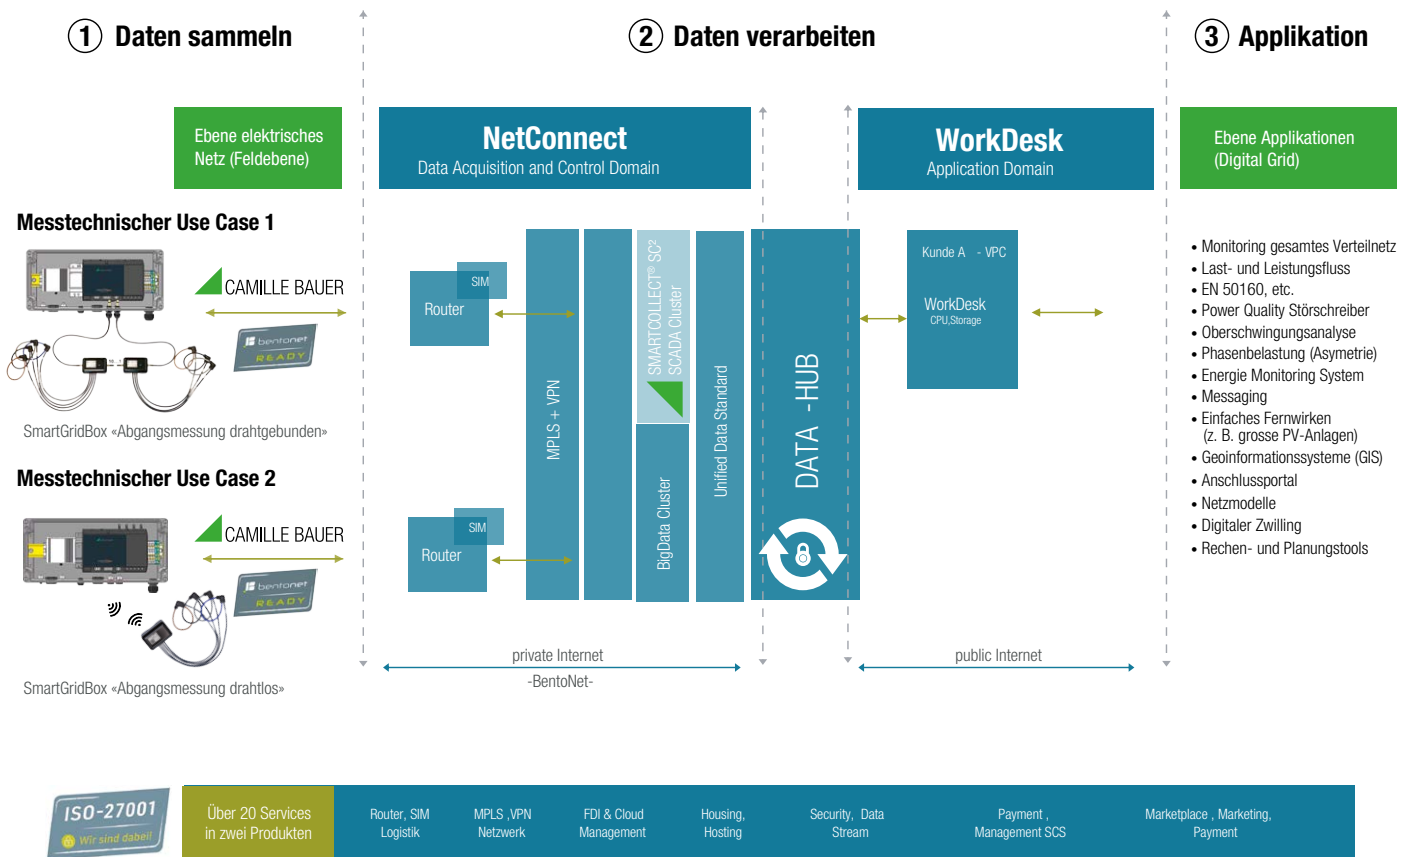 1 Daten sammeln
2 Daten verarbeiten
3 Applikation
Ebene elektrisches
Netz (Feldebene)
NetConnect
Data Acquisition and Control Domain
WorkDesk
Application Domain
Ebene Applikationen
(Digital Grid)
Messtechnischer Use Case 1
CAMILLE BAUER
bentonet
READY
SmartGridBox «Abgangsmessung drahtgebunden»
Messtechnischer Use Case 2
CAMILLE BAUER
bentonet
READY
SmartGridBox «Abgangsmessung drahtlos»
SIM
Router
SIM
Router
MPLS + VPN
SMARTCOLLECT® SC²
SCADA Cluster
BigData Cluster
Unified Data Standard
DATA -HUB
Kunde A - VPC
WorkDesk
CPU,Storage
private Internet
-BentoNet-
public Internet
• Monitoring gesamtes Verteilnetz
• Last- und Leistungsfluss
• EN 50160, etc.
• Power Quality Störschreiber
• Oberschwingungsanalyse
• Phasenbelastung (Asymetrie)
• Energie Monitoring System
• Messaging
• Einfaches Fernwirken
(z. B. grosse PV-Anlagen)
• Geoinformationssysteme (GIS)
• Anschlussportal
• Netzmodelle
• Digitaler Zwilling
• Rechen- und Planungstools
ISO-27001
Wir sind dabei!
Über 20 Services
in zwei Produkten
Router, SIM
Logistik
MPLS ,VPN
Netzwerk
FDI & Cloud
Management
Housing,
Hosting
Security, Data
Stream
Payment ,
Management SCS
Marketplace , Marketing,
Payment